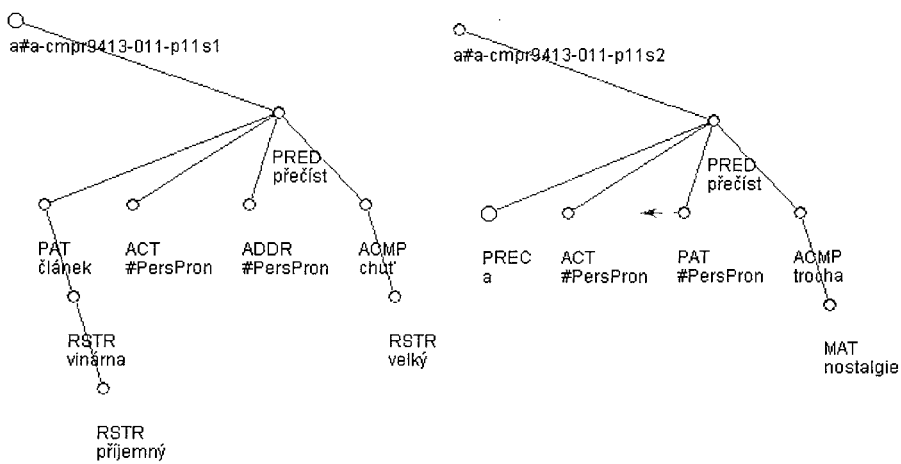 a#a-cmpr9413-011-p11s1
PRED
přečíst
PAT
článek
ACT
#PersPron
ADDR
#PersPron
ACMP
chuť
RSTR
vinárna
RSTR
velký
RSTR
příjemný
a#a-cmpr9413-011-p11s2
PRED
přečíst
PREC
a
ACT
#PersPron
PAT
#PersPron
ACMP
trocha
MAT
nostalgie